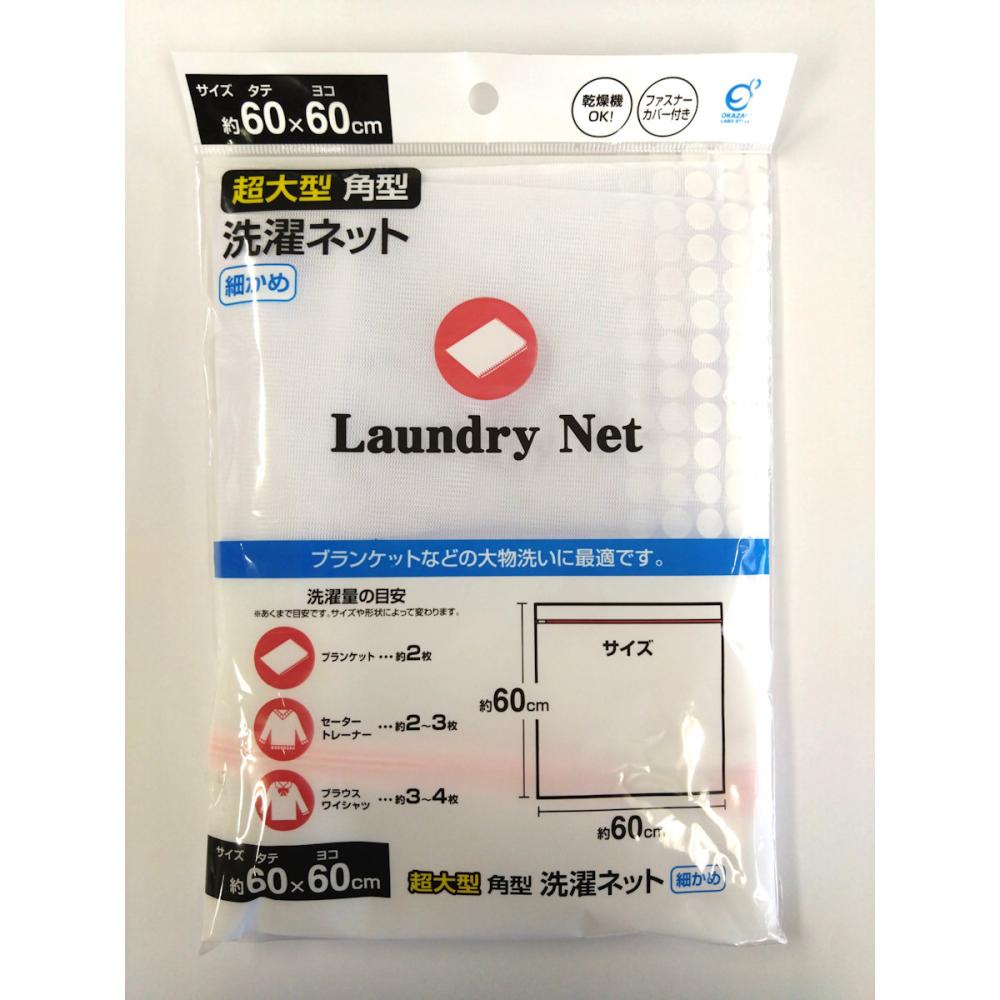 サイズ タテ ヨコ
約60×60cm
乾燥機
OK!
ファスナー
カバー付き
超大型 角型
洗濯ネット
細かめ
Laundry Net
ブランケットなどの大物洗いに最適です。
洗濯量の目安
※あくまで目安です。サイズや形状によって変わります。
ブランケット ・・・約2枚
セーター
トレーナー ・・・約2~3枚
ブラウス
ワイシャツ ・・・約3~4枚
サイズ
約60cm
約60cm
サイズ タテ ヨコ
約60×60cm
超大型 角型 洗濯ネット 細かめ